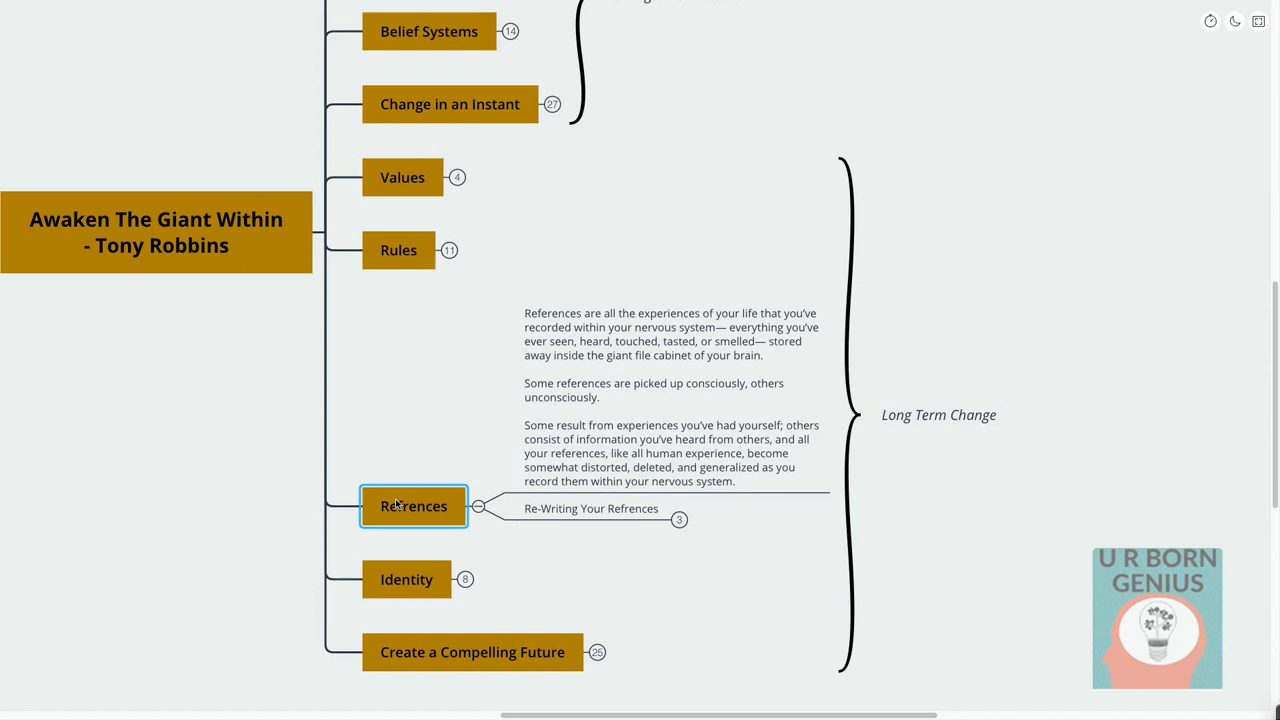 Belief Systems
14
Change in an Instant
27
Values
4
Awaken The Giant Within
- Tony Robbins
Rules
11
References are all the experiences of your life that you’ve
recorded within your nervous system— everything you’ve
ever seen, heard, touched, tasted, or smelled— stored
away inside the giant file cabinet of your brain.
Some references are picked up consciously, others
unconsciously.
Some result from experiences you’ve had yourself; others
consist of information you’ve heard from others, and all
your references, like all human experience, become
somewhat distorted, deleted, and generalized as you
record them within your nervous system.
Long Term Change
Refrences
Re-Writing Your Refrences
3
Identity
8
Create a Compelling Future
25
U R BORN
GENIUS